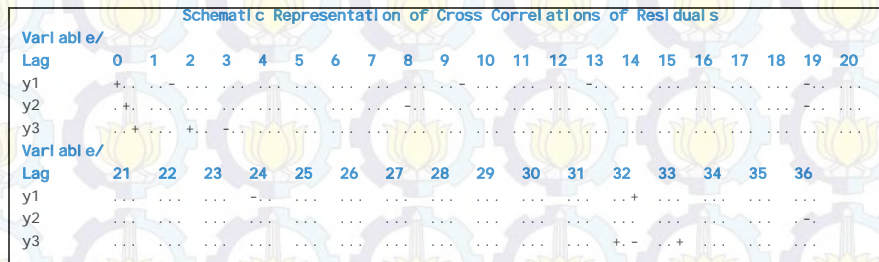 Schematic Representation of Cross Correlations of Residuals
Variable/
Lag 0 1 2 3 4 5 6 7 8 9 10 11 12 13 14 15 16 17 18 19 20
y1 +.. ..- ... ... ... ... ... ... ... ..- ... ... ... -.. ... ... ... ... ... -.. ...
y2 .+. ... ... ... ... ... ... ... -.. ... ... ... ... ... ... ... ... ... ... -.. ...
y3 ..+ ... +.. -.. ... ... ... ... ... ... ... ... ... ... ... ... ... ... ... ... ...
Variable/
Lag 21 22 23 24 25 26 27 28 29 30 31 32 33 34 35 36
y1 ... ... ... -.. ... ... ... ... ... ... ... ..+ ... ... ... ...
y2 ... ... ... ... ... ... ... ... ... ... ... ... ... ... ... -..
y3 ... ... ... ... ... ... ... ... ... ... ... +.- ..+ ... ... ...